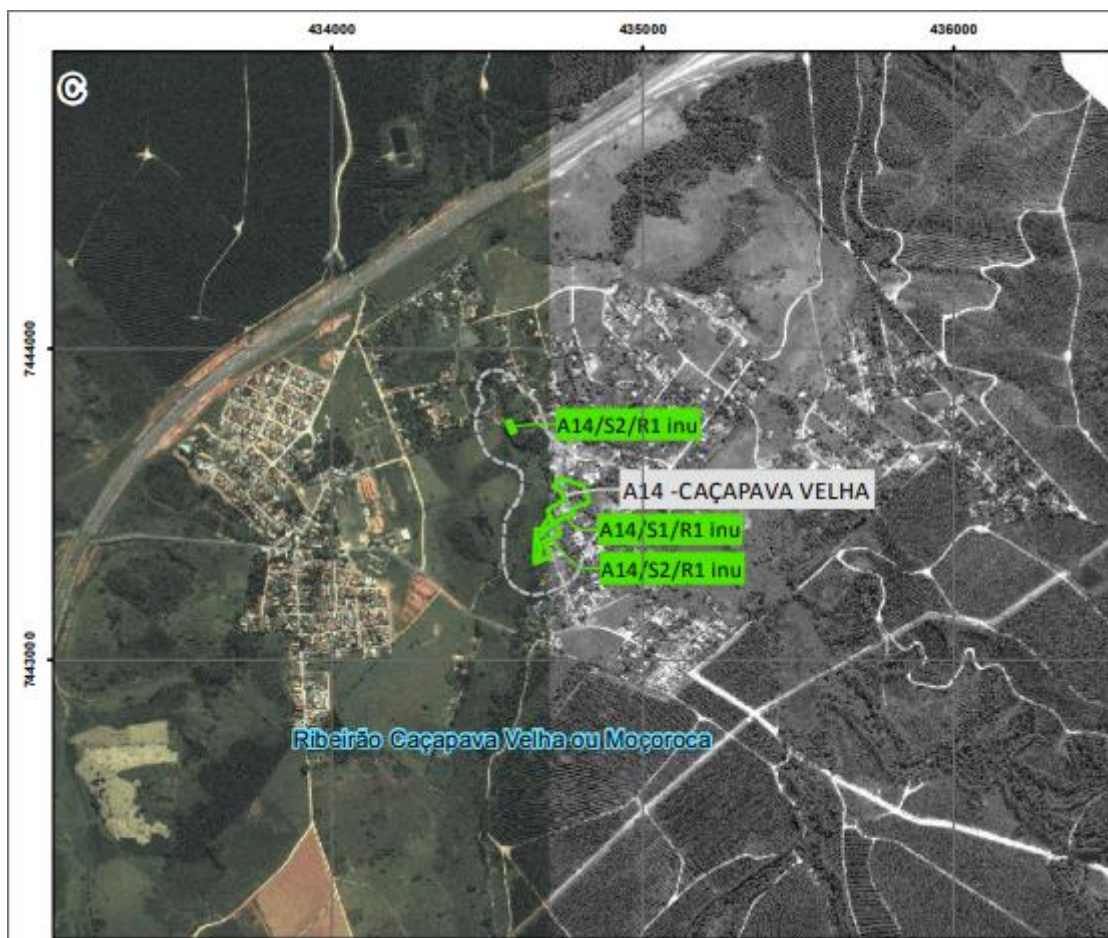 434000
435000
436000
C
7444000
A14/S2/R1 inu
A14 -CAÇAPAVA VELHA
A14/S1/R1 inu
A14/S2/R1 inu
7443000
Ribeirão Caçapava Velha ou Moçoroca